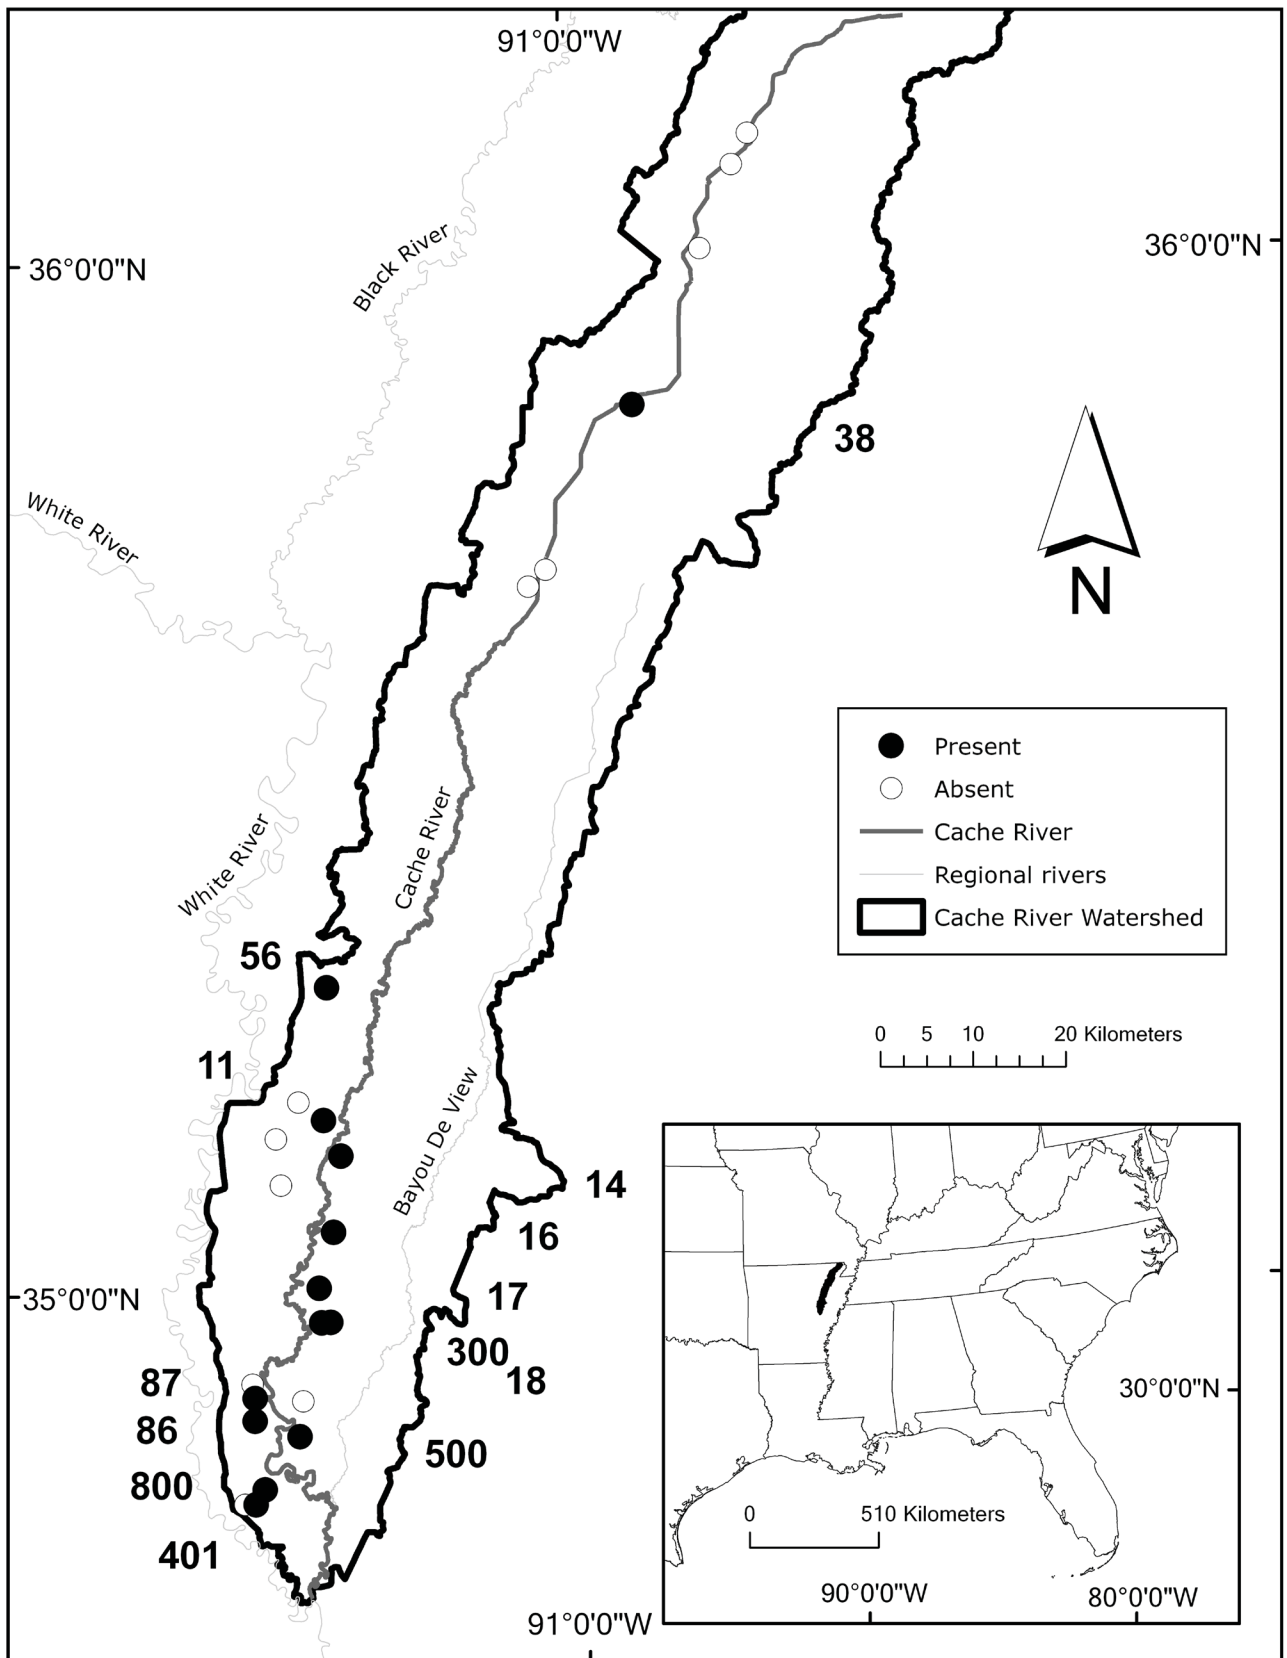 91°0'0"W
Black River
36°0'0"N
36°0'0"N
38
White River
N
Present
Absent
Cache River
Regional rivers
Cache River Watershed
Cache River
White River
56
0 5 10 20 Kilometers
11
Bayou De View
14
16
17
35°0'0"N
300
18
87
86
500
800
401
30°0'0"N
0 510 Kilometers
90°0'0"W
80°0'0"W
91°0'0"W